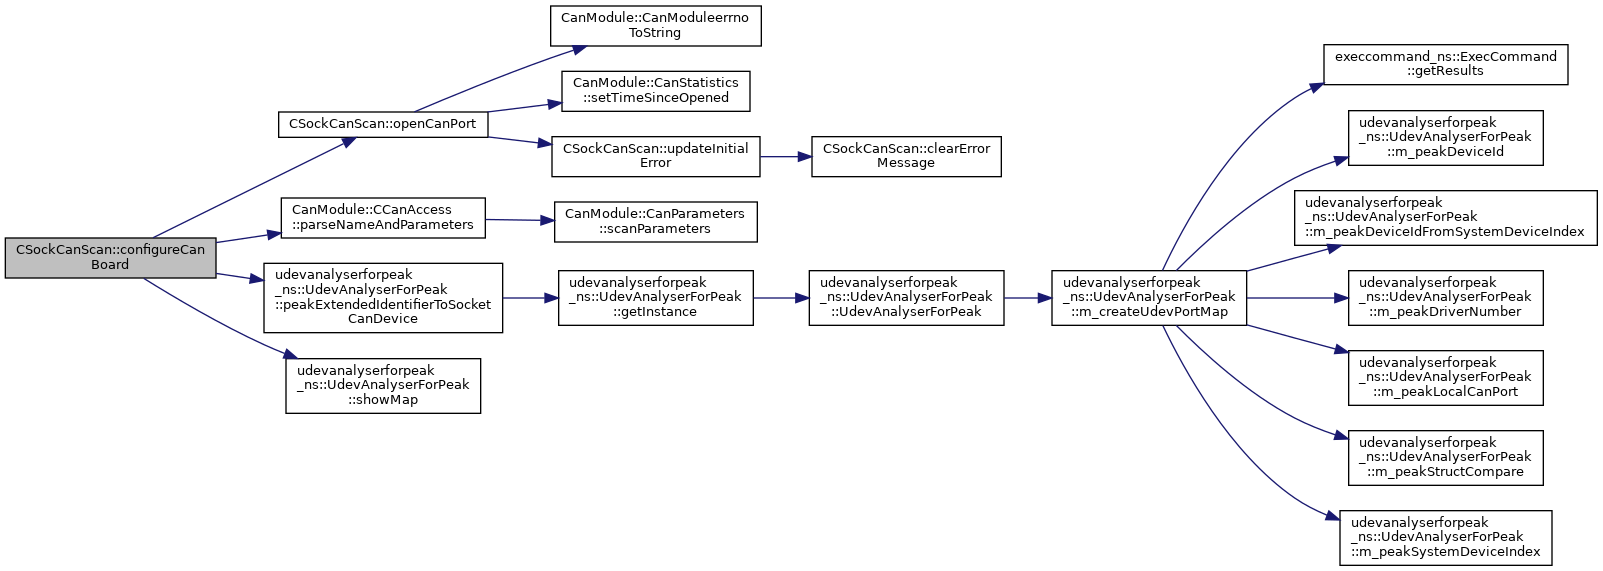 CSockCanScan::configureCan
Board
CSockCanScan::openCanPort
CanModule::CanModuleerrno
ToString
CanModule::CanStatistics
::setTimeSinceOpened
CSockCanScan::updateInitial
Error
CSockCanScan::clearError
Message
CanModule::CCanAccess
::parseNameAndParameters
CanModule::CanParameters
::scanParameters
udevanalyserforpeak
_ns::UdevAnalyserForPeak
::peakExtendedIdentifierToSocket
CanDevice
udevanalyserforpeak
_ns::UdevAnalyserForPeak
::getInstance
udevanalyserforpeak
_ns::UdevAnalyserForPeak
::UdevAnalyserForPeak
udevanalyserforpeak
_ns::UdevAnalyserForPeak
::m_createUdevPortMap
execcommand_ns::ExecCommand
::getResults
udevanalyserforpeak
_ns::UdevAnalyserForPeak
::m_peakDeviceId
udevanalyserforpeak
_ns::UdevAnalyserForPeak
::m_peakDeviceIdFromSystemDeviceIndex
udevanalyserforpeak
_ns::UdevAnalyserForPeak
::m_peakDriverNumber
udevanalyserforpeak
_ns::UdevAnalyserForPeak
::m_peakLocalCanPort
udevanalyserforpeak
_ns::UdevAnalyserForPeak
::m_peakStructCompare
udevanalyserforpeak
_ns::UdevAnalyserForPeak
::m_peakSystemDeviceIndex
udevanalyserforpeak
_ns::UdevAnalyserForPeak
::showMap